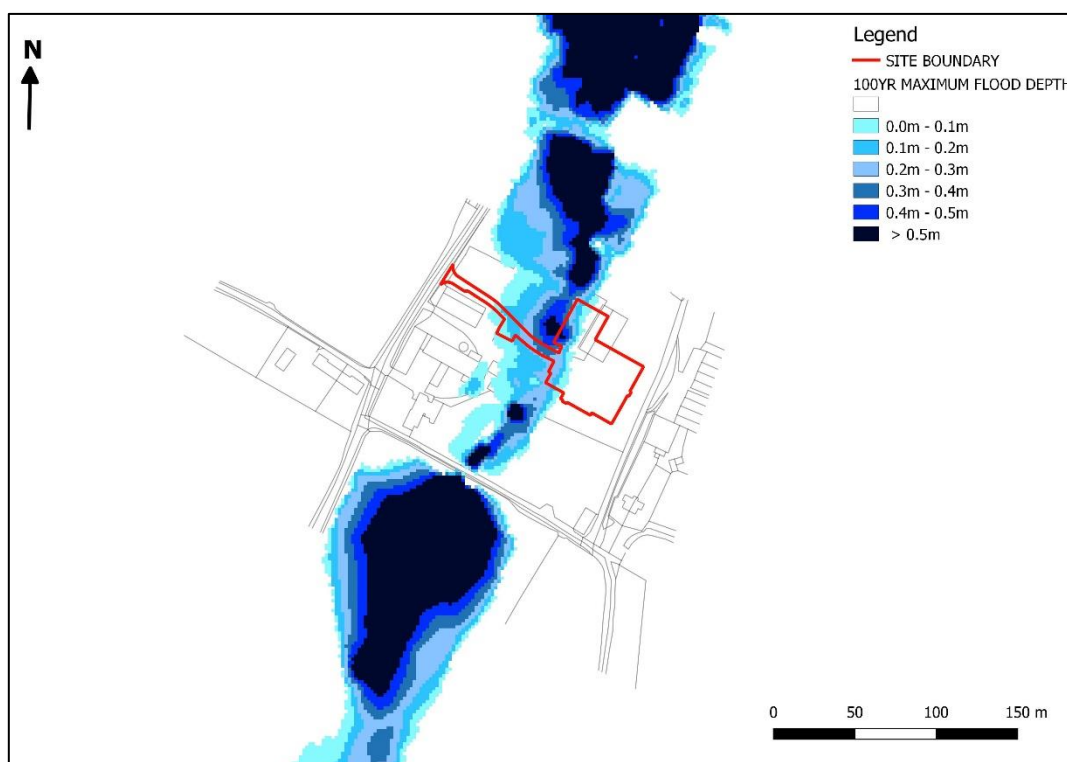 N
Legend
SITE BOUNDARY
100YR MAXIMUM FLOOD DEPTH
0.0m - 0.1m
0.1m - 0.2m
0.2m - 0.3m
0.3m - 0.4m
0.4m - 0.5m
> 0.5m
0 50 100 150 m